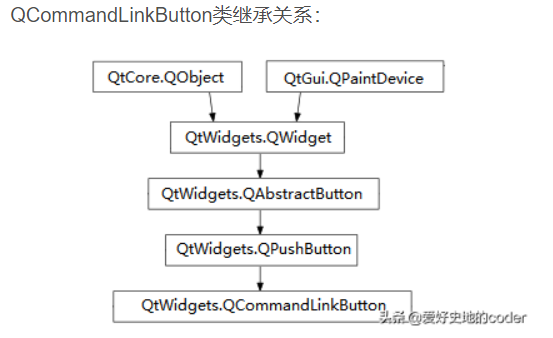 QCommandLinkButton类继承关系：
QtCore.QObject
QtGui.QPaintDevice
QtWidgets.QWidget
QtWidgets.QAbstractButton
QtWidgets.QPushButton
QtWidgets.QCommandLinkButton
头条@爱好史地的coder